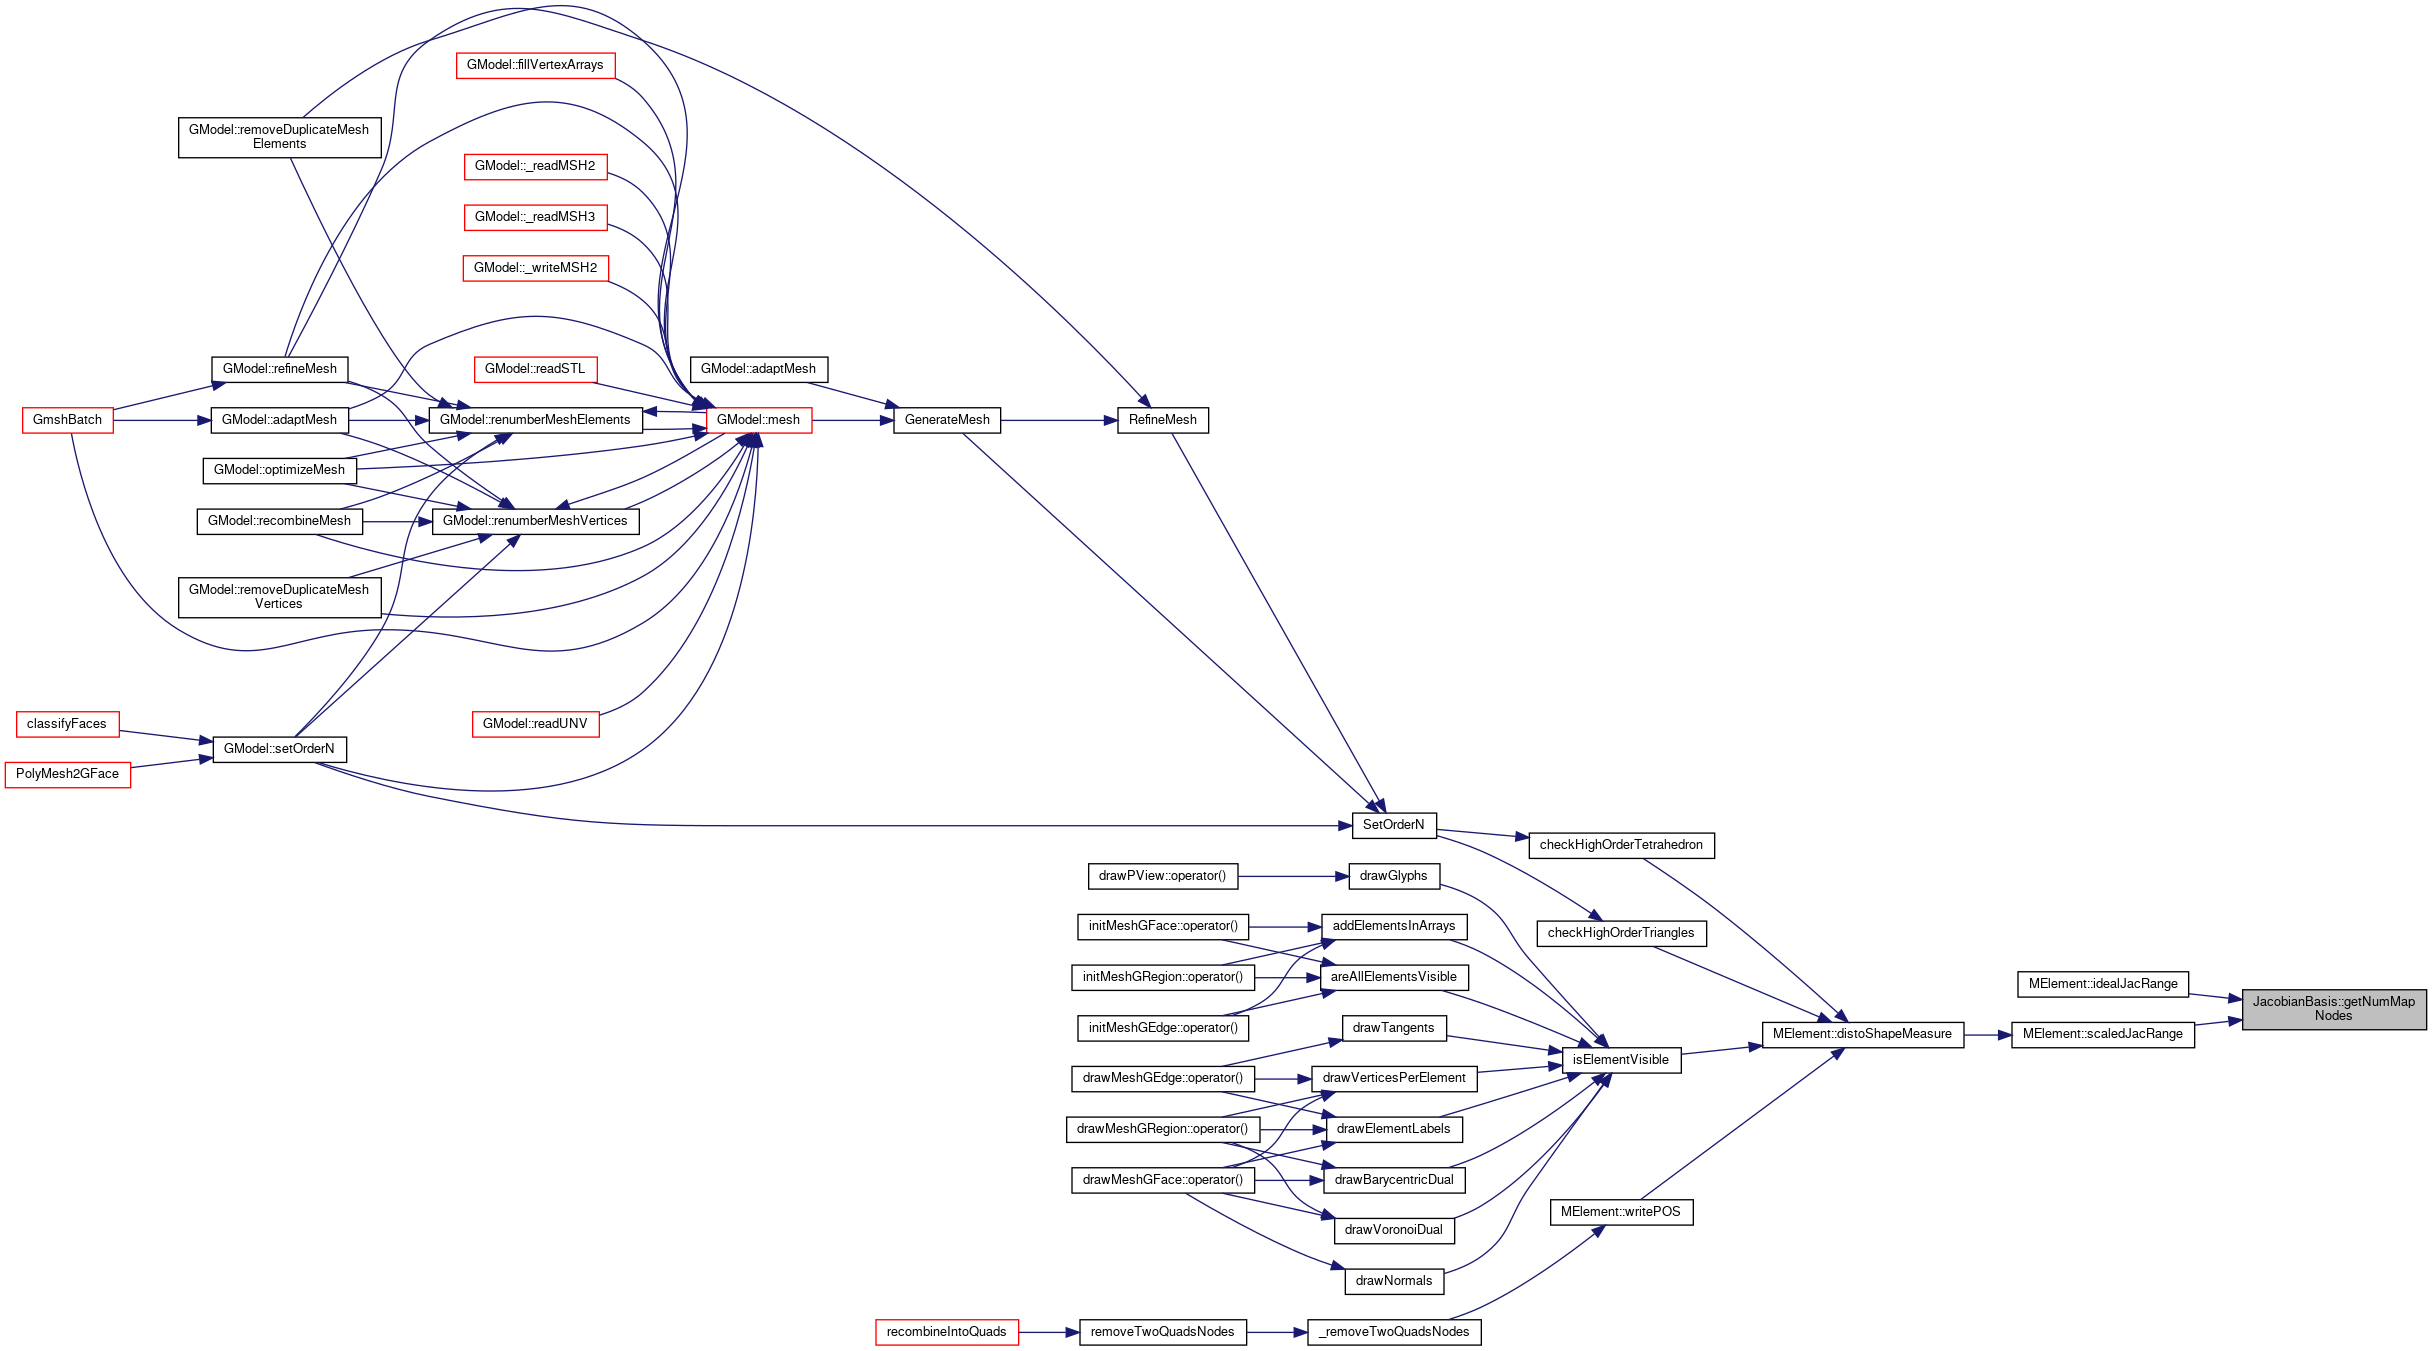 GModel::fillVertexArrays
GModel::removeDuplicateMesh
Elements
GModel::_readMSH2
GModel::_readMSH3
GModel::_writeMSH2
GModel::refineMesh
GModel::readSTL
GModel::adaptMesh
GmshBatch
GModel::adaptMesh
GModel::renumberMeshElements
GModel::mesh
GenerateMesh
RefineMesh
GModel::optimizeMesh
GModel::recombineMesh
GModel::renumberMeshVertices
GModel::removeDuplicateMesh
Vertices
classifyFaces
GModel::readUNV
GModel::setOrderN
PolyMesh2GFace
SetOrderN
checkHighOrderTetrahedron
drawPView::operator()
drawGlyphs
initMeshGFace::operator()
addElementsInArrays
checkHighOrderTriangles
initMeshGRegion::operator()
areAllElementsVisible
MElement::idealJacRange
JacobianBasis::getNumMap
Nodes
initMeshGEdge::operator()
drawTangents
MElement::distoShapeMeasure
MElement::scaledJacRange
isElementVisible
drawMeshGEdge::operator()
drawVerticesPerElement
drawMeshGRegion::operator()
drawElementLabels
drawMeshGFace::operator()
drawBarycentricDual
MElement::writePOS
drawVoronoiDual
drawNormals
recombineIntoQuads
removeTwoQuadsNodes
_removeTwoQuadsNodes